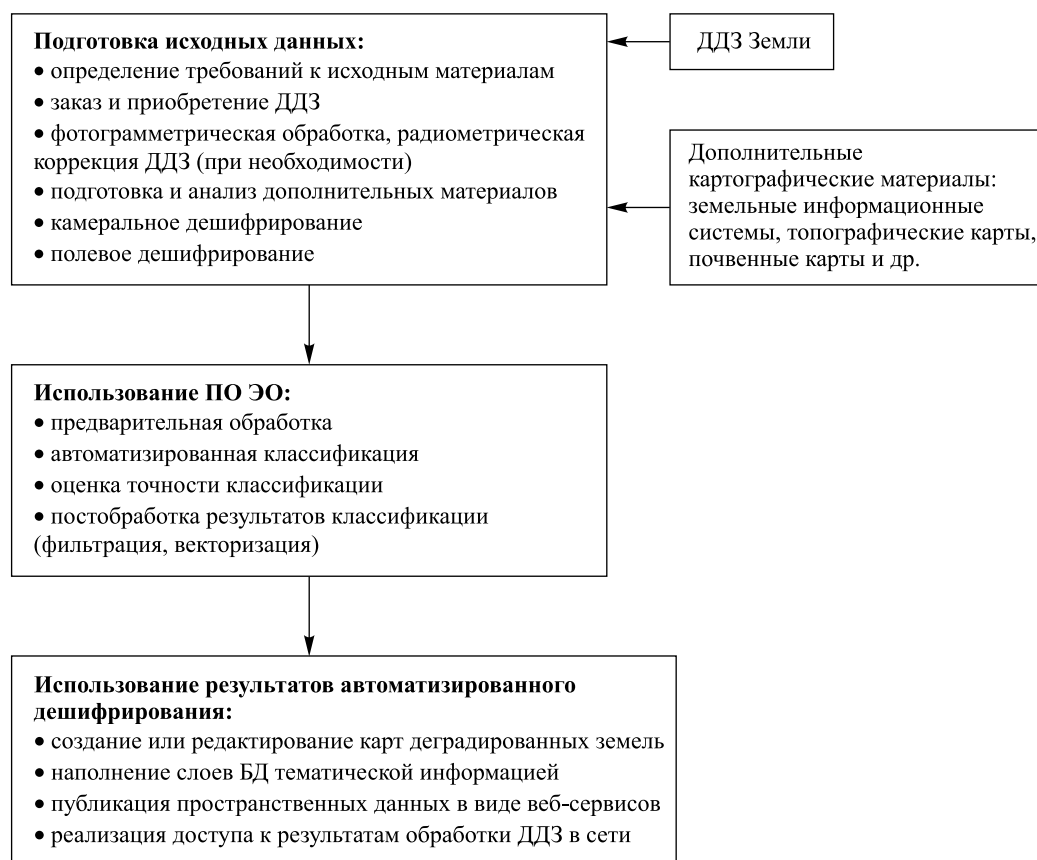 Подготовка исходных данных:
• определение требований к исходным материалам
• заказ и приобретение ДДЗ
• фотограмметрическая обработка, радиометрическая
коррекция ДДЗ (при необходимости)
• подготовка и анализ дополнительных материалов
• камеральное дешифрирование
• полевое дешифрирование
ДДЗ Земли
Дополнительные
картографические материалы:
земельные информационные
системы, топографические карты,
почвенные карты и др.
Использование ПО ЭО:
• предварительная обработка
• автоматизированная классификация
• оценка точности классификации
• постобработка результатов классификации
(фильтрация, векторизация)
Использование результатов автоматизированного
дешифрирования:
• создание или редактирование карт деградированных земель
• наполнение слоев БД тематической информацией
• публикация пространственных данных в виде веб-сервисов
• реализация доступа к результатам обработки ДДЗ в сети